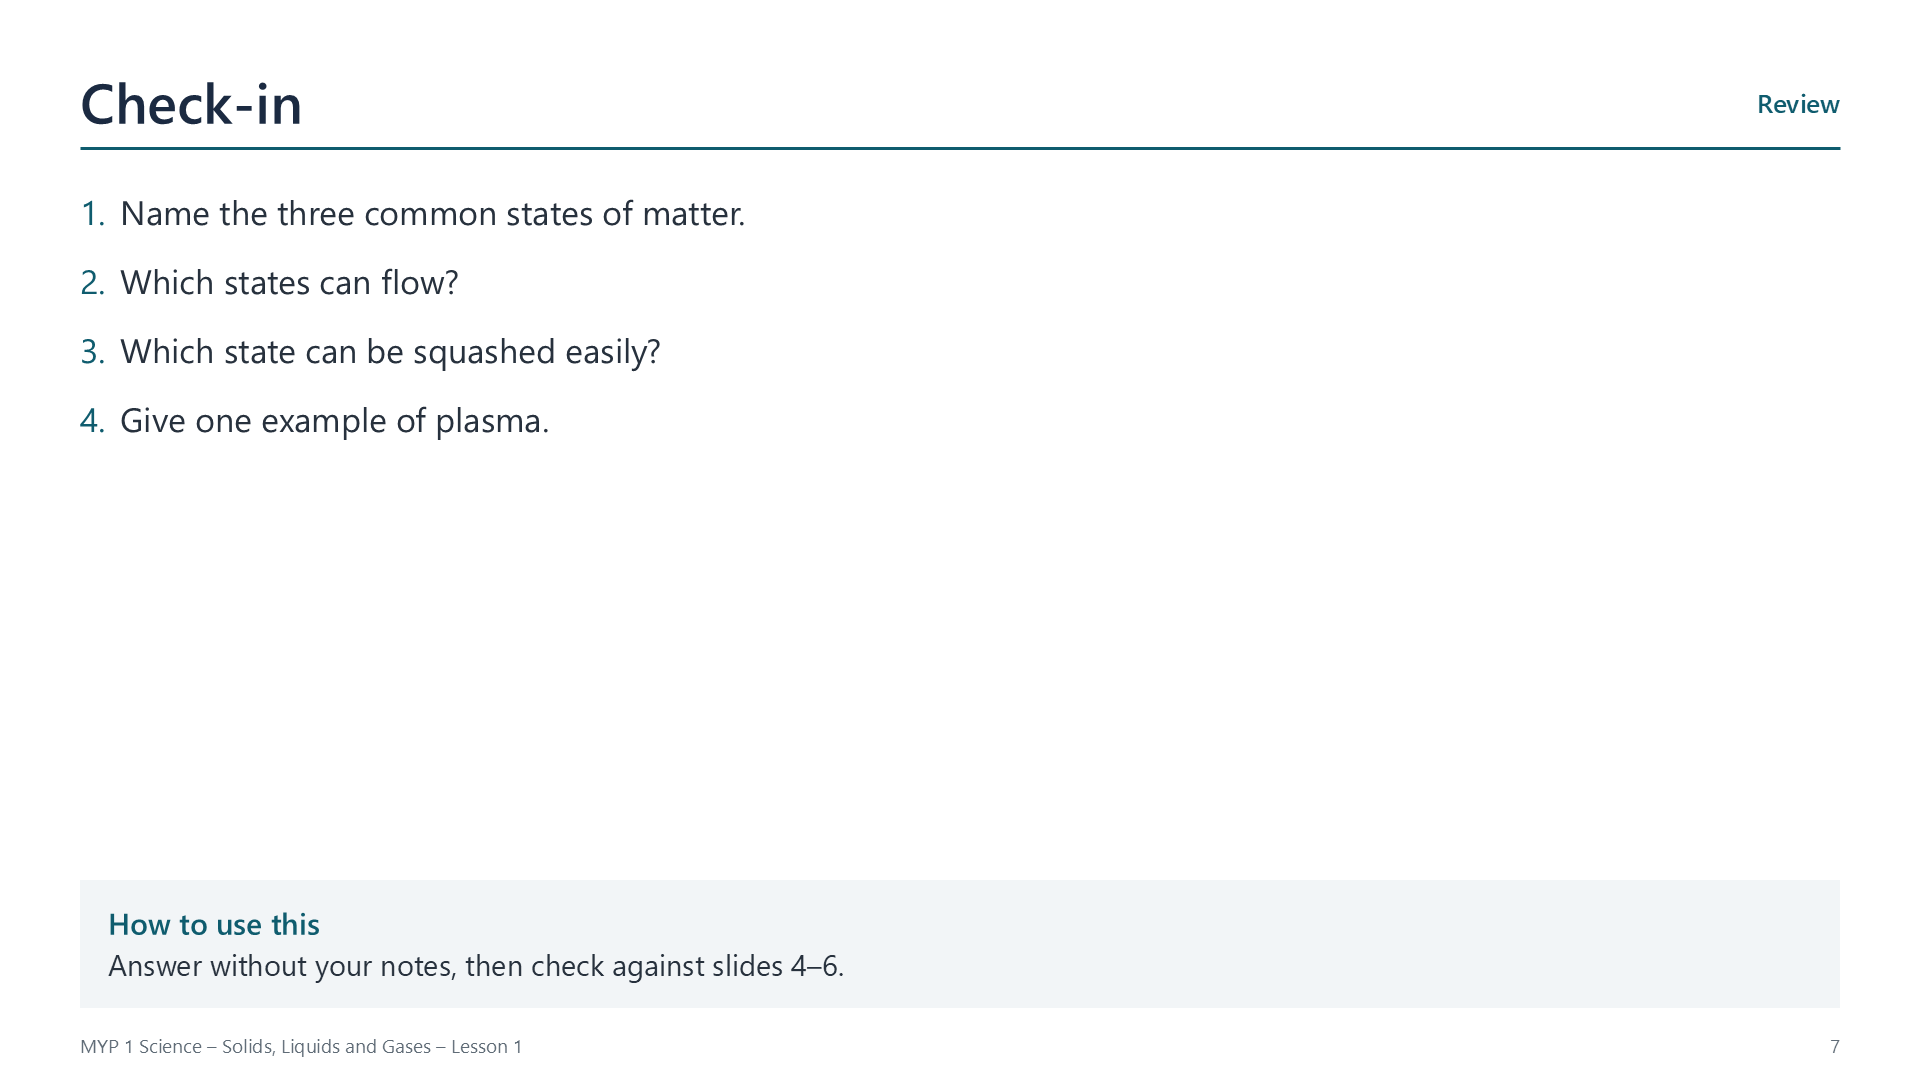 Check-in
Review
1. Name the three common states of matter.
2. Which states can flow?
3. Which state can be squashed easily?
4. Give one example of plasma.
How to use this
Answer without your notes, then check against slides 4–6.
MYP 1 Science – Solids, Liquids and Gases – Lesson 1
7